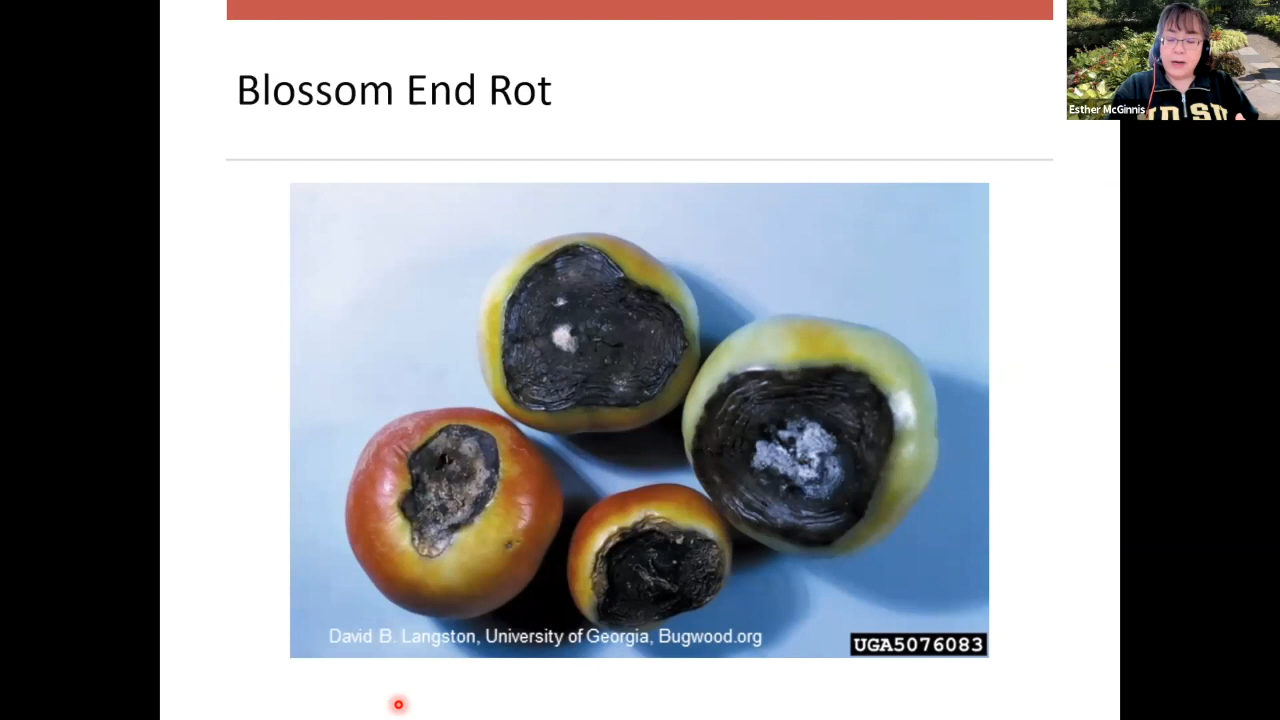 Blossom End Rot
Esther McGinnis
David B. Langston, University of Georgia, Bugwood.org
UGA5076083